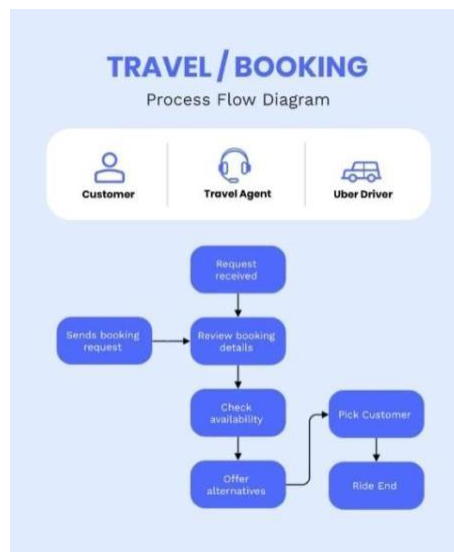 TRAVEL / BOOKING
Process Flow Diagram
Customer
Travel Agent
Uber Driver
Request
received
Sends booking
request
Review booking
details
Check
availability
Pick Customer
Offer
alternatives
Ride End